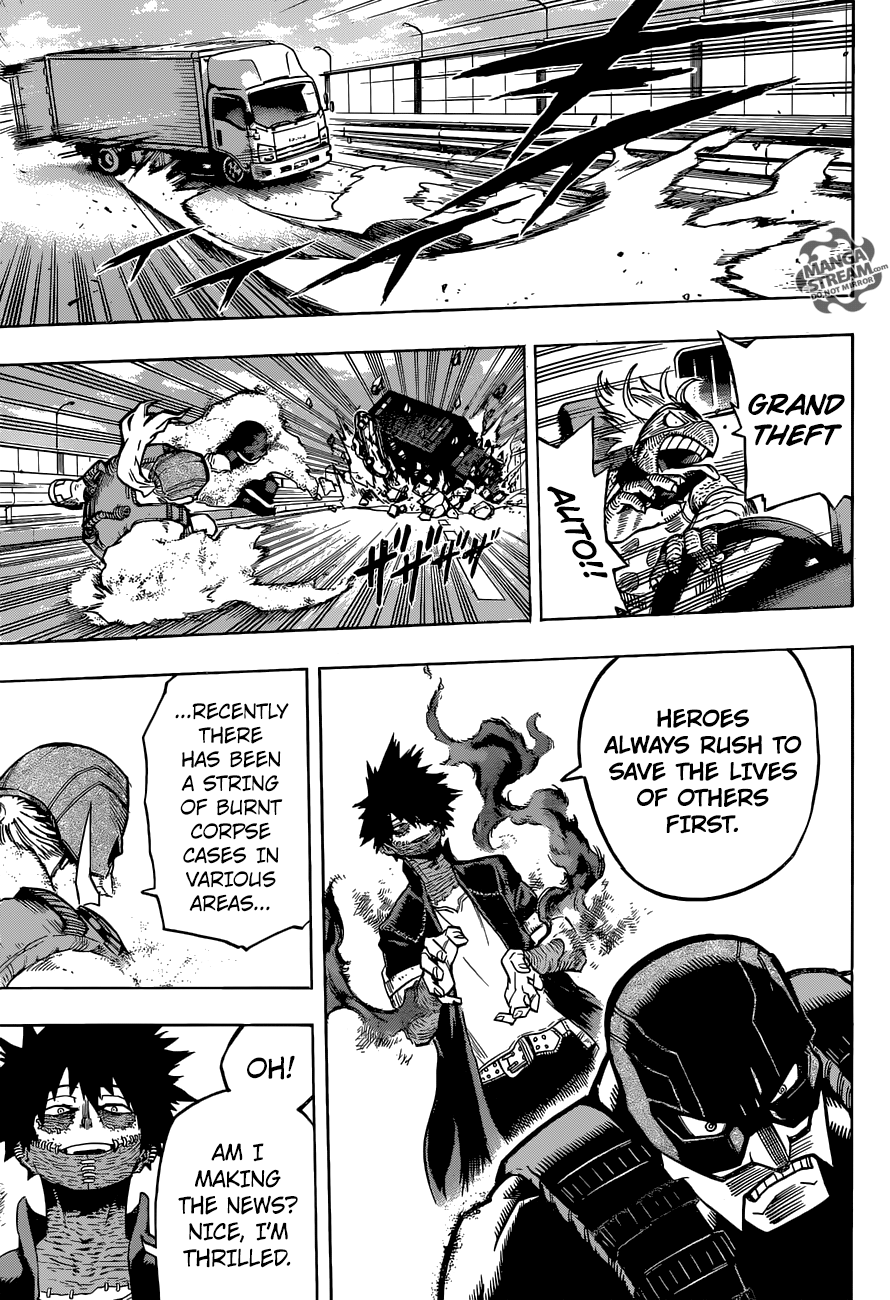 MANGA
STREAM.com
DO NOT MIRROR
GRAND
THEFT
AUTO!!
ザザザザ
HEROES
ALWAYS RUSH TO
SAVE THE LIVES
OF OTHERS
FIRST.
...RECENTLY
THERE
HAS BEEN
A STRING
OF BURNT
CORPSE
CASES IN
VARIOUS
AREAS...
OH!
AM I
MAKING
THE NEWS?
NICE, I'M
THRILLED.